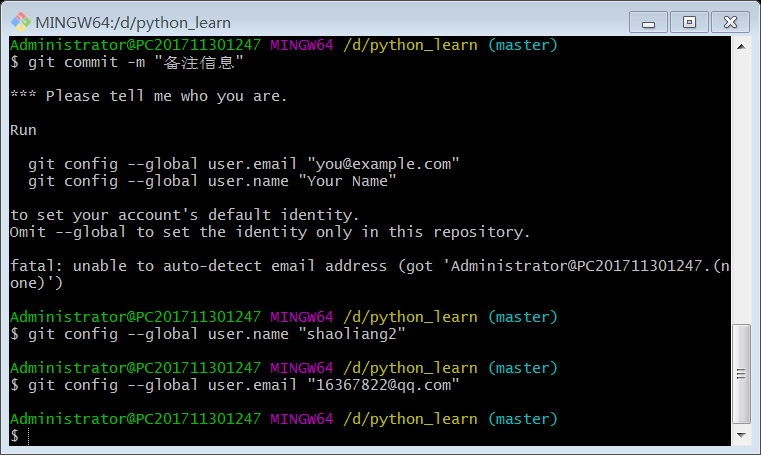 MINGW64:/d/python_learn
Administrator@PC201711301247 MINGW64 /d/python_learn (master)
$ git commit -m "备注信息"
*** Please tell me who you are.
Run
git config --global user.email "you@example.com"
git config --global user.name "Your Name"
to set your account's default identity.
Omit --global to set the identity only in this repository.
fatal: unable to auto-detect email address (got 'Administrator@PC201711301247.(n
one)')
Administrator@PC201711301247 MINGW64 /d/python_learn (master)
$ git config --global user.name "shaoliang2"
Administrator@PC201711301247 MINGW64 /d/python_learn (master)
$ git config --global user.email "16367822@qq.com"
Administrator@PC201711301247 MINGW64 /d/python_learn (master)
$